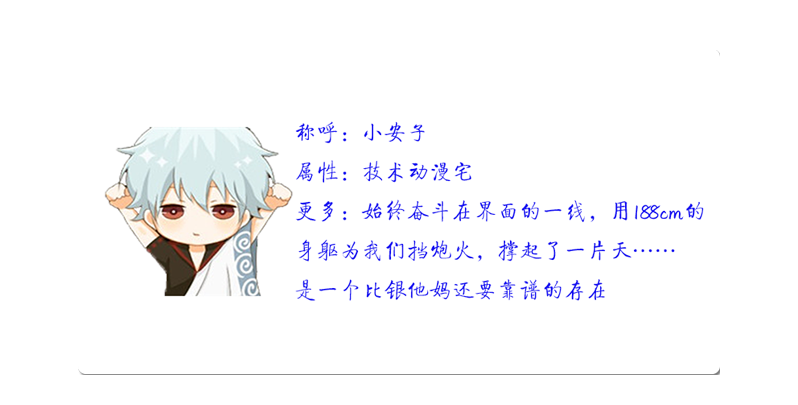 称呼：小安子
属性：技术动漫宅
更多：始终奋斗在界面的一线，用188cm的
身躯为我们挡炮火，撑起了一片天……
是一个比银他妈还要靠谱的存在